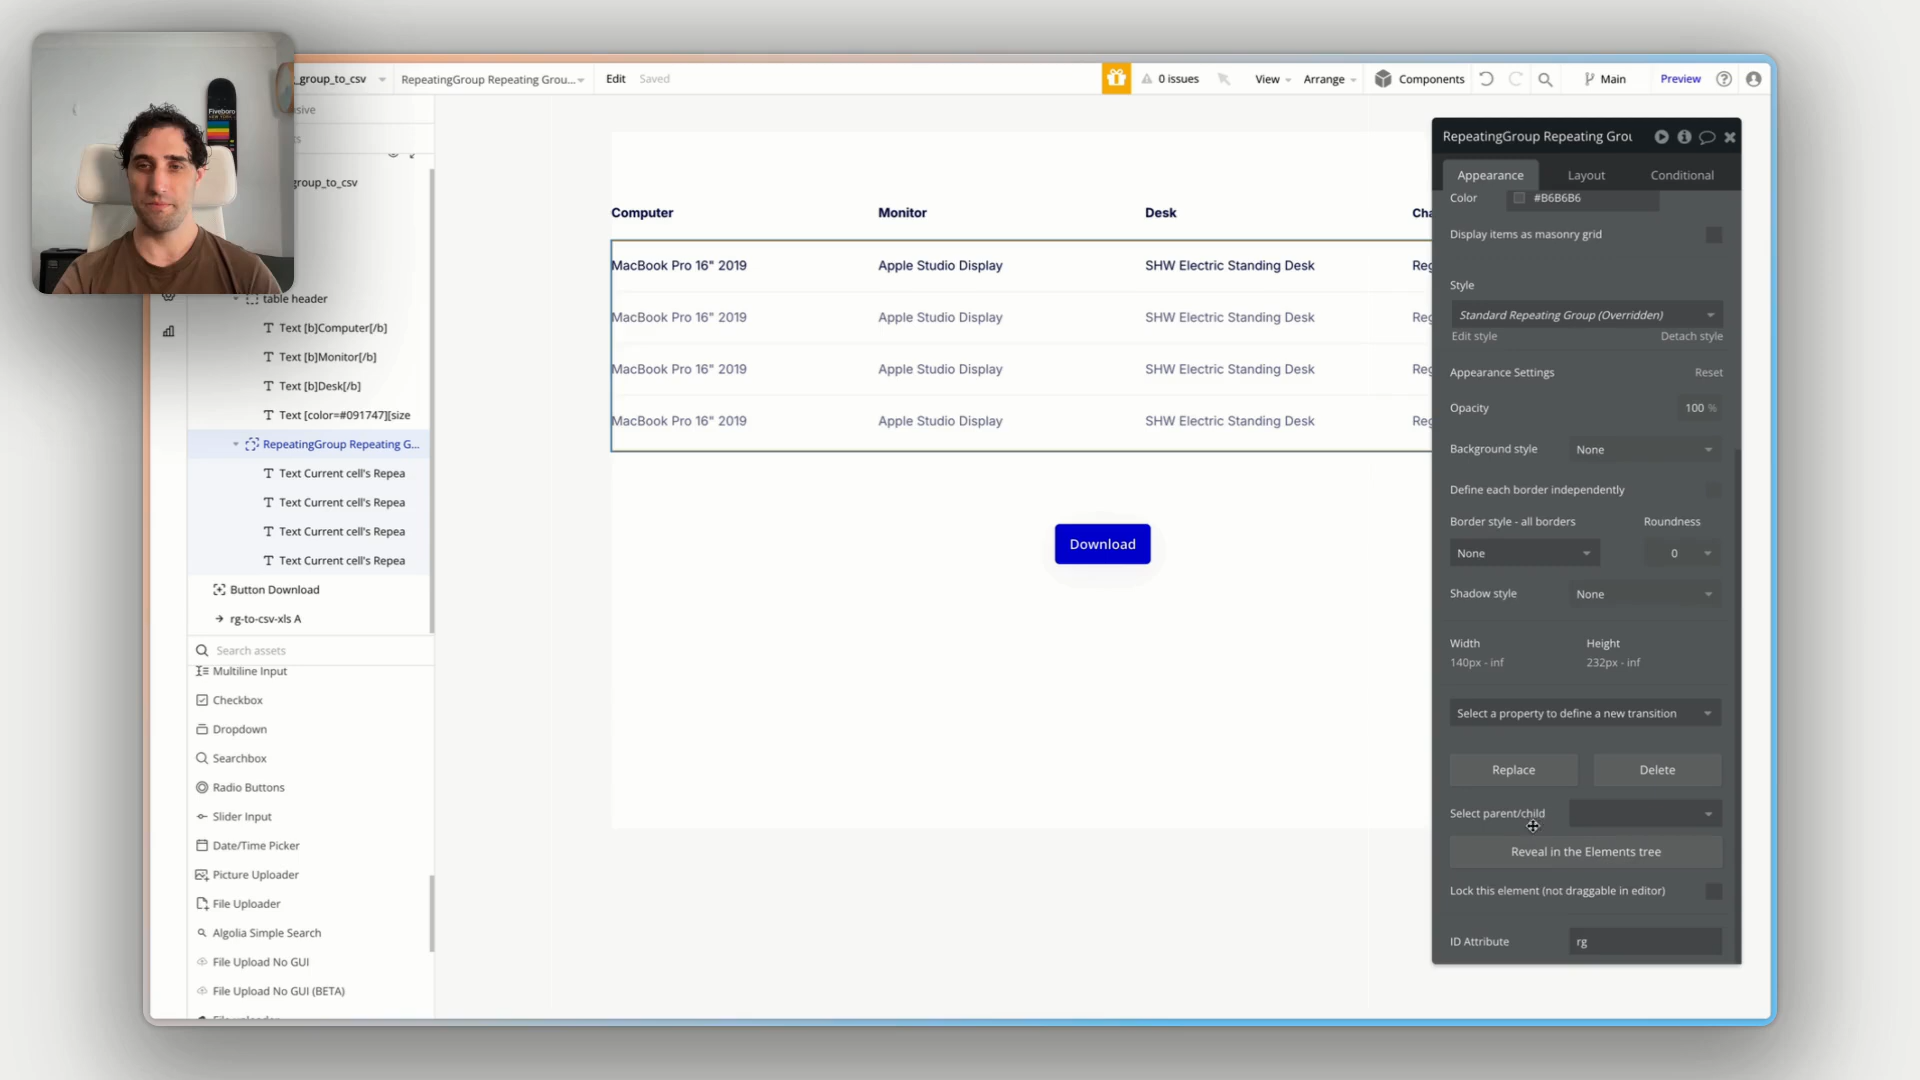 _group_to_csv
RepeatingGroup Repeating Grou...
Edit
Saved
0 issues
View
Arrange
Components
Main
Preview
Fiveboro
group_to_csv
table header
Text [b]Computer[/b]
Text [b]Monitor[/b]
Text [b]Desk[/b]
Text [color=#091747][size
RepeatingGroup Repeating G...
Text Current cell's Repea
Text Current cell's Repea
Text Current cell's Repea
Text Current cell's Repea
Button Download
rg-to-csv-xls A
Search assets
Multiline Input
Checkbox
Dropdown
Searchbox
Radio Buttons
Slider Input
Date/Time Picker
Picture Uploader
File Uploader
Algolia Simple Search
File Upload No GUI
File Upload No GUI (BETA)
Computer Monitor Desk Cha
MacBook Pro 16" 2019 Apple Studio Display SHW Electric Standing Desk Reg
MacBook Pro 16" 2019 Apple Studio Display SHW Electric Standing Desk Reg
MacBook Pro 16" 2019 Apple Studio Display SHW Electric Standing Desk Reg
MacBook Pro 16" 2019 Apple Studio Display SHW Electric Standing Desk Reg
Download
RepeatingGroup Repeating Grou
Appearance Layout Conditional
Color #B6B6B6
Display items as masonry grid
Style
Standard Repeating Group (Overridden)
Edit style Detach style
Appearance Settings Reset
Opacity 100 %
Background style None
Define each border independently
Border style - all borders Roundness
None 0
Shadow style None
Width Height
140px - inf 232px - inf
Select a property to define a new transition
Replace Delete
Select parent/child
Reveal in the Elements tree
Lock this element (not draggable in editor)
ID Attribute rg